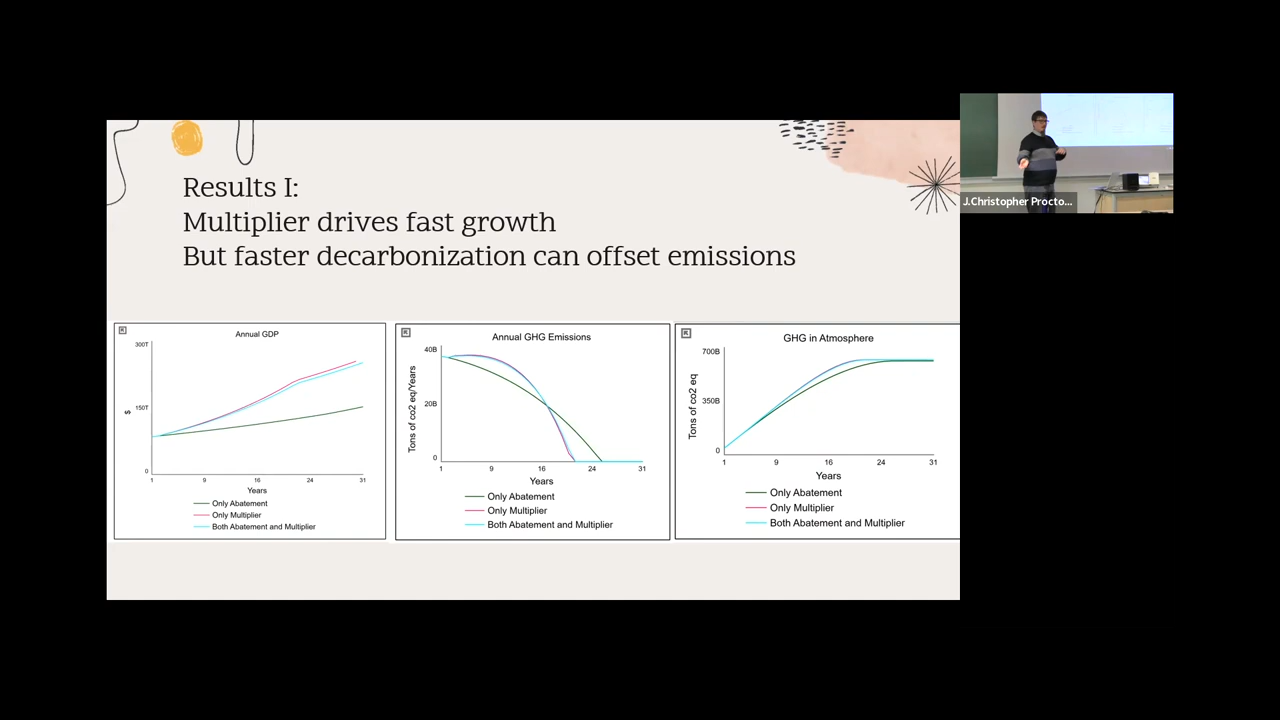 Results I:
Multiplier drives fast growth
But faster decarbonization can offset emissions
J.Christopher Procto...
Annual GDP
300T
150T
0
$
1 9 16 24 31
Years
Only Abatement
Only Multiplier
Both Abatement and Multiplier
Annual GHG Emissions
40B
20B
0
Tons of co2 eq/Years
1 9 16 24 31
Years
Only Abatement
Only Multiplier
Both Abatement and Multiplier
GHG in Atmosphere
700B
350B
0
Tons of co2 eq
1 9 16 24 31
Years
Only Abatement
Only Multiplier
Both Abatement and Multiplier